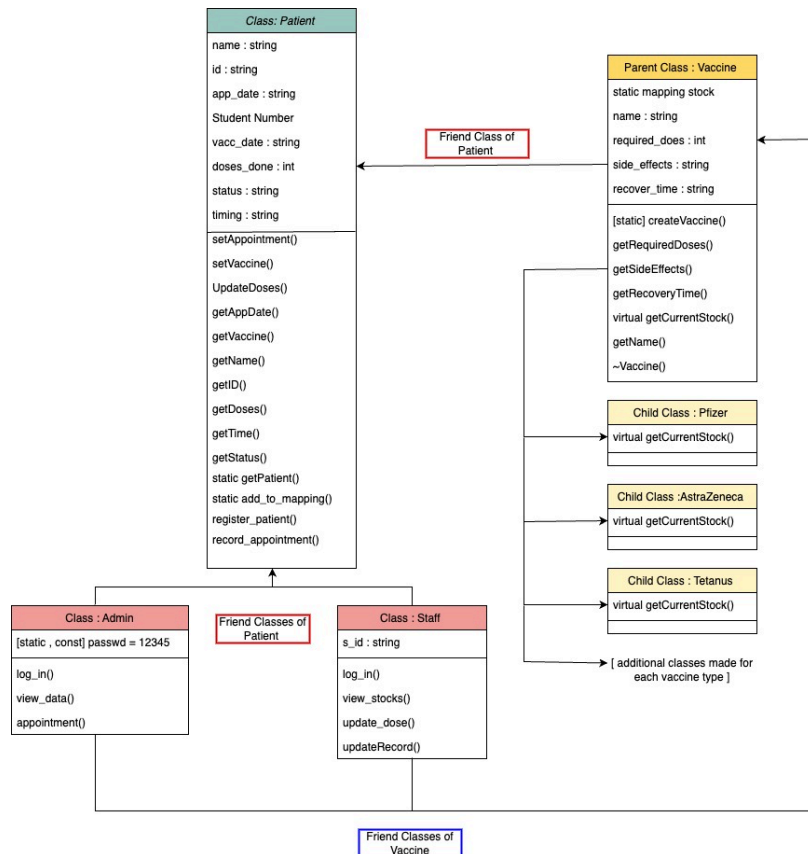 Class: Patient
name : string
id : string
app_date : string
Student Number
vacc_date : string
doses_done : int
status : string
timing : string
setAppointment()
setVaccine()
UpdateDoses()
getAppDate()
getVaccine()
getName()
getID()
getDoses()
getTime()
getStatus()
static getPatient()
static add_to_mapping()
register_patient()
record_appointment()
Friend Class of
Patient
Parent Class : Vaccine
static mapping stock
name : string
required_does : int
side_effects : string
recover_time : string
[static] createVaccine()
getRequiredDoses()
getSideEffects()
getRecoveryTime()
virtual getCurrentStock()
getName()
~Vaccine()
Child Class : Pfizer
virtual getCurrentStock()
Child Class :AstraZeneca
virtual getCurrentStock()
Child Class : Tetanus
virtual getCurrentStock()
[ additional classes made for
each vaccine type ]
Class : Admin
[static , const] passwd = 12345
log_in()
view_data()
appointment()
Friend Classes of
Patient
Class : Staff
s_id : string
log_in()
view_stocks()
update_dose()
updateRecord()
Friend Classes of
Vaccine